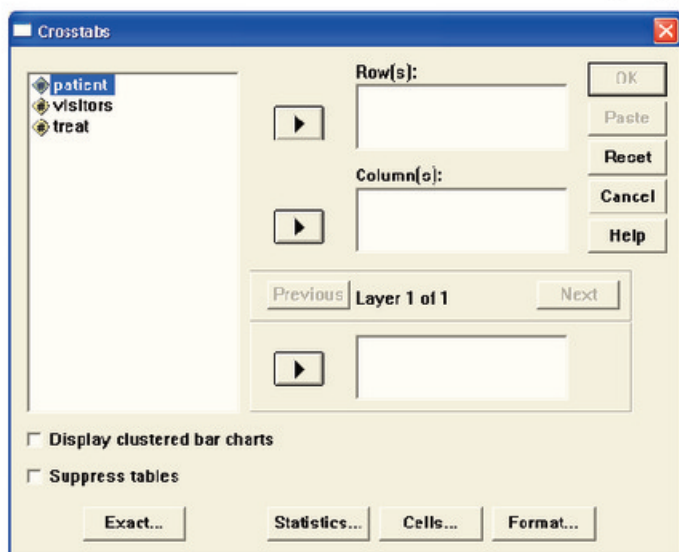 Crosstabs
patient
visitors
treat
Row(s):
Column(s):
OK
Paste
Reset
Cancel
Help
Previous
Layer 1 of 1
Next
Display clustered bar charts
Suppress tables
Exact...
Statistics...
Cells...
Format...